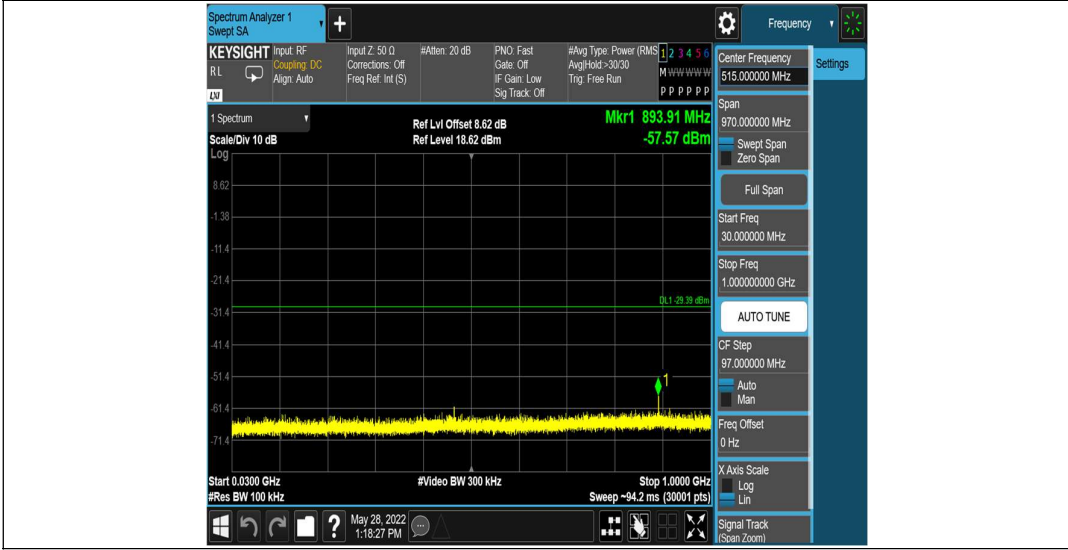 Spectrum Analyzer 1
Swept SA
Frequency
KEYSIGHT
RL
LXI
Input: RF
Coupling: DC
Align: Auto
Input Z: 50 Ω
Corrections: Off
Freq Ref: Int (S)
#Atten: 20 dB
PNO: Fast
Gate: Off
IF Gain: Low
Sig Track: Off
#Avg Type: Power (RMS
Avg|Hold:>30/30
Trig: Free Run
1 2 3 4 5 6
M W W W W W
P P P P P P
1 Spectrum
Scale/Div 10 dB
Log
Ref Lvl Offset 8.62 dB
Ref Level 18.62 dBm
Mkr1 893.91 MHz
-57.57 dBm
8.62
-1.38
-11.4
-21.4
DL1 -29.39 dBm
-31.4
-41.4
-51.4
1
-61.4
-71.4
Start 0.0300 GHz
#Res BW 100 kHz
#Video BW 300 kHz
Stop 1.0000 GHz
Sweep ~94.2 ms (30001 pts)
?
May 28, 2022
1:18:27 PM
Center Frequency
515.000000 MHz
Settings
Span
970.000000 MHz
Swept Span
Zero Span
Full Span
Start Freq
30.000000 MHz
Stop Freq
1.000000000 GHz
AUTO TUNE
CF Step
97.000000 MHz
Auto
Man
Freq Offset
0 Hz
X Axis Scale
Log
Lin
Signal Track
(Span Zoom)